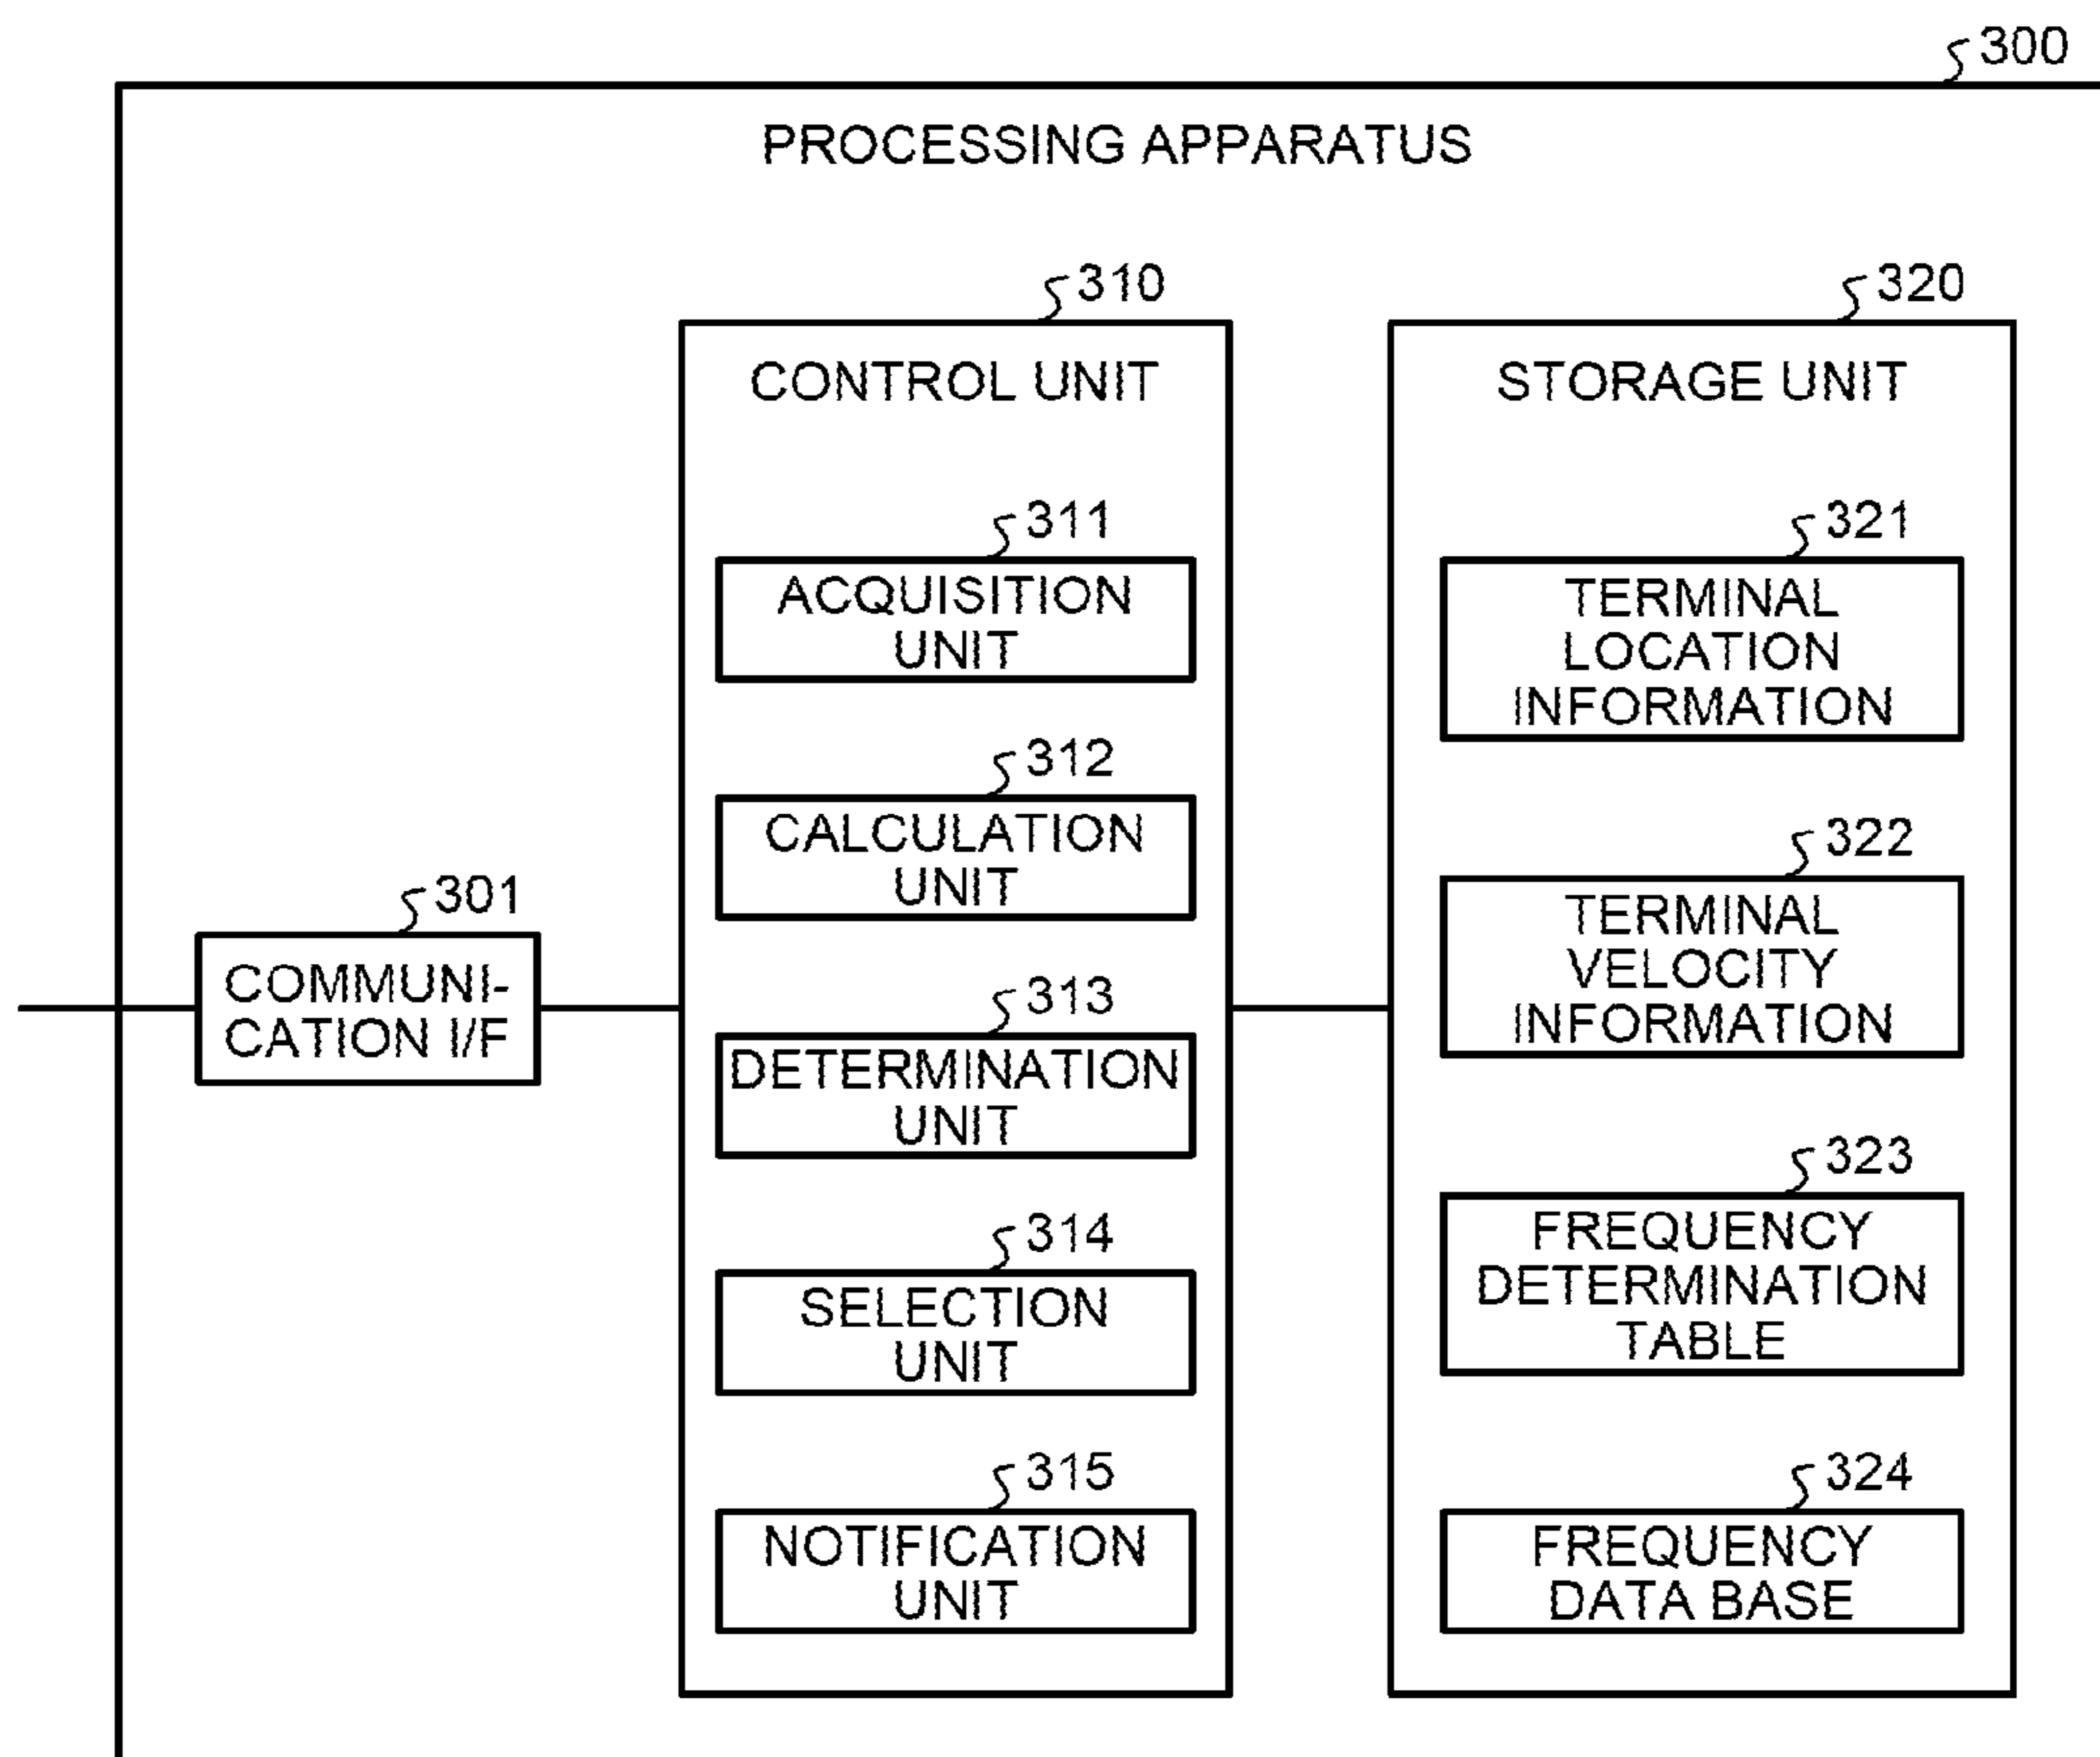 300
PROCESSING APPARATUS
310
CONTROL UNIT
311
ACQUISITION
UNIT
312
CALCULATION
UNIT
301
COMMUNI-
CATION I/F
313
DETERMINATION
UNIT
314
SELECTION
UNIT
315
NOTIFICATION
UNIT
320
STORAGE UNIT
321
TERMINAL
LOCATION
INFORMATION
322
TERMINAL
VELOCITY
INFORMATION
323
FREQUENCY
DETERMINATION
TABLE
324
FREQUENCY
DATA BASE